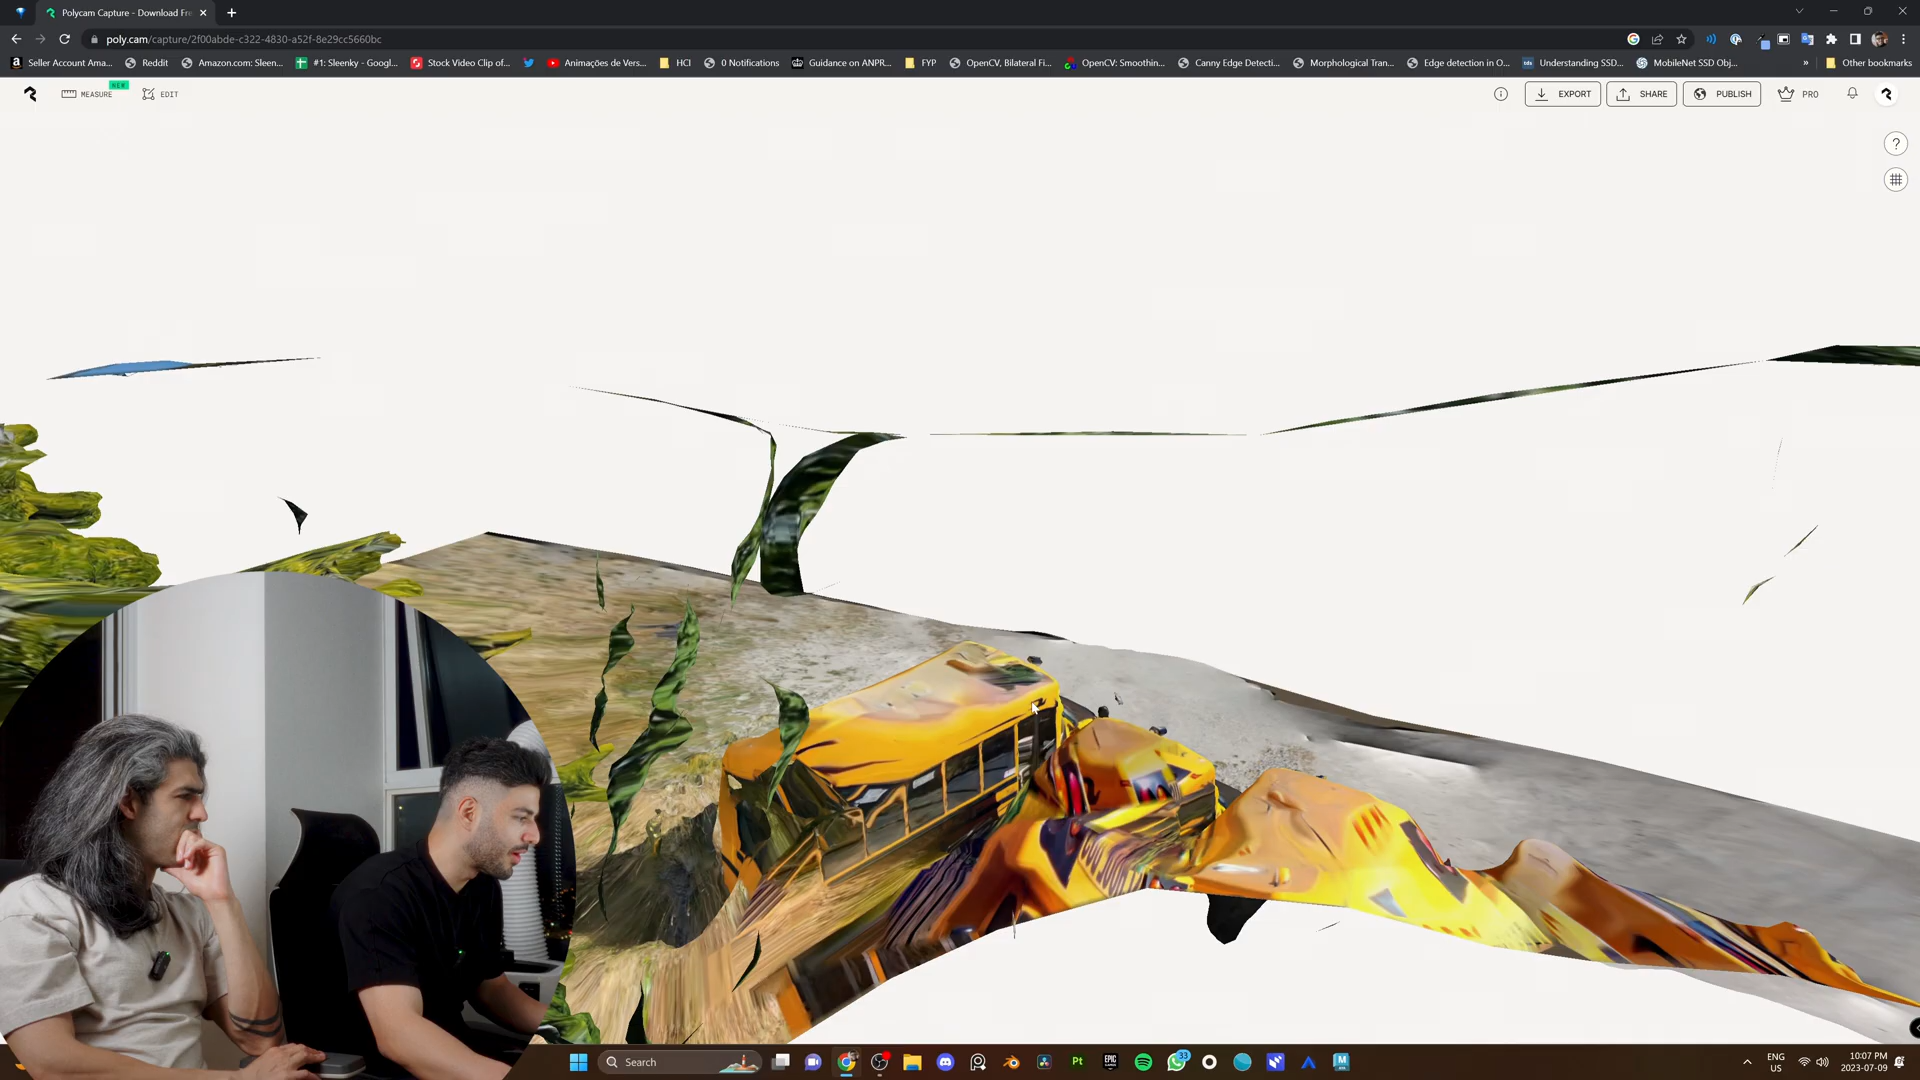 Polycam Capture - Download Fre
poly.cam/capture/2f00abde-c322-4830-a52f-8e29cc5660bc
Seller Account Ama...
Reddit
Amazon.com: Sleen...
#1: Sleenky - Googl...
Stock Video Clip of...
Animações de Vers...
HCI
0 Notifications
Guidance on ANPR...
FYP
OpenCV, Bilateral Fi...
OpenCV: Smoothin...
Canny Edge Detecti...
Morphological Tran...
Edge detection in O...
Understanding SSD...
MobileNet SSD Obj...
»
Other bookmarks
MEASURE
NEW
EDIT
EXPORT
SHARE
PUBLISH
PRO
?
Search
33
ENG
US
10:07 PM
2023-07-09